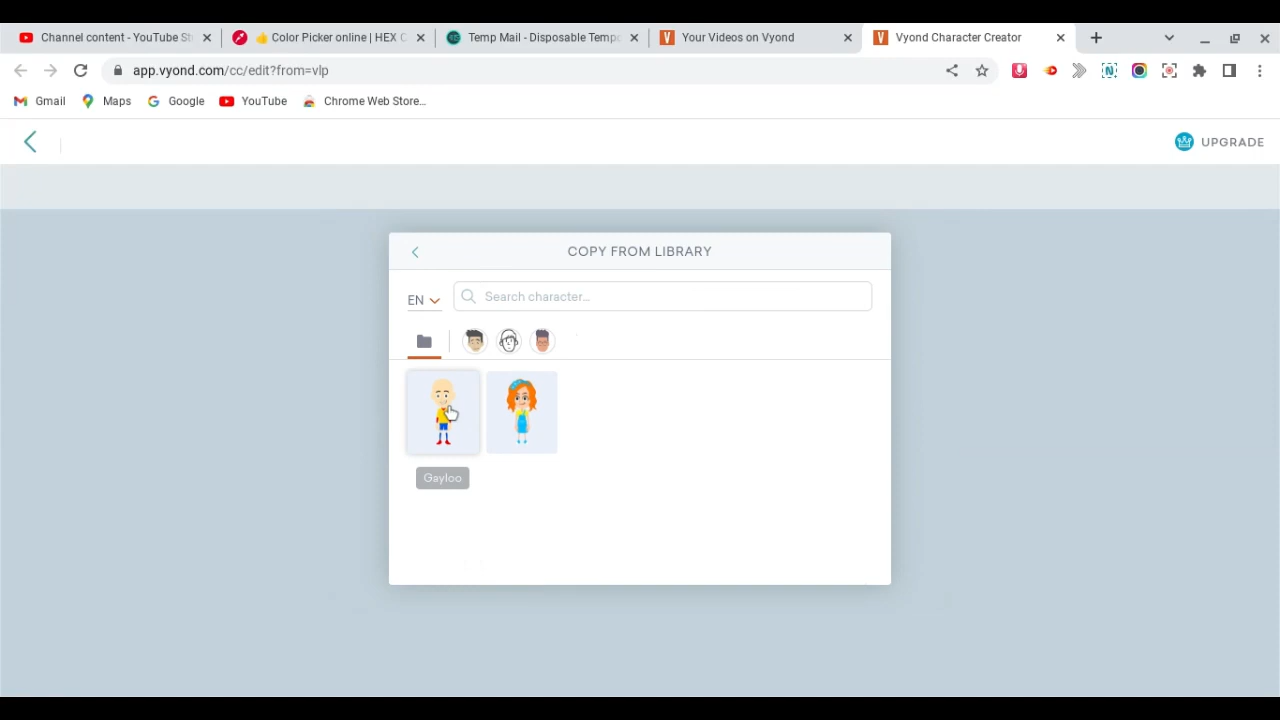 Channel content - YouTube St
👍 Color Picker online | HEX C
Temp Mail - Disposable Tempo
Your Videos on Vyond
Vyond Character Creator
app.vyond.com/cc/edit?from=vlp
Gmail
Maps
Google
YouTube
Chrome Web Store...
UPGRADE
COPY FROM LIBRARY
EN
Search character...
Gayloo